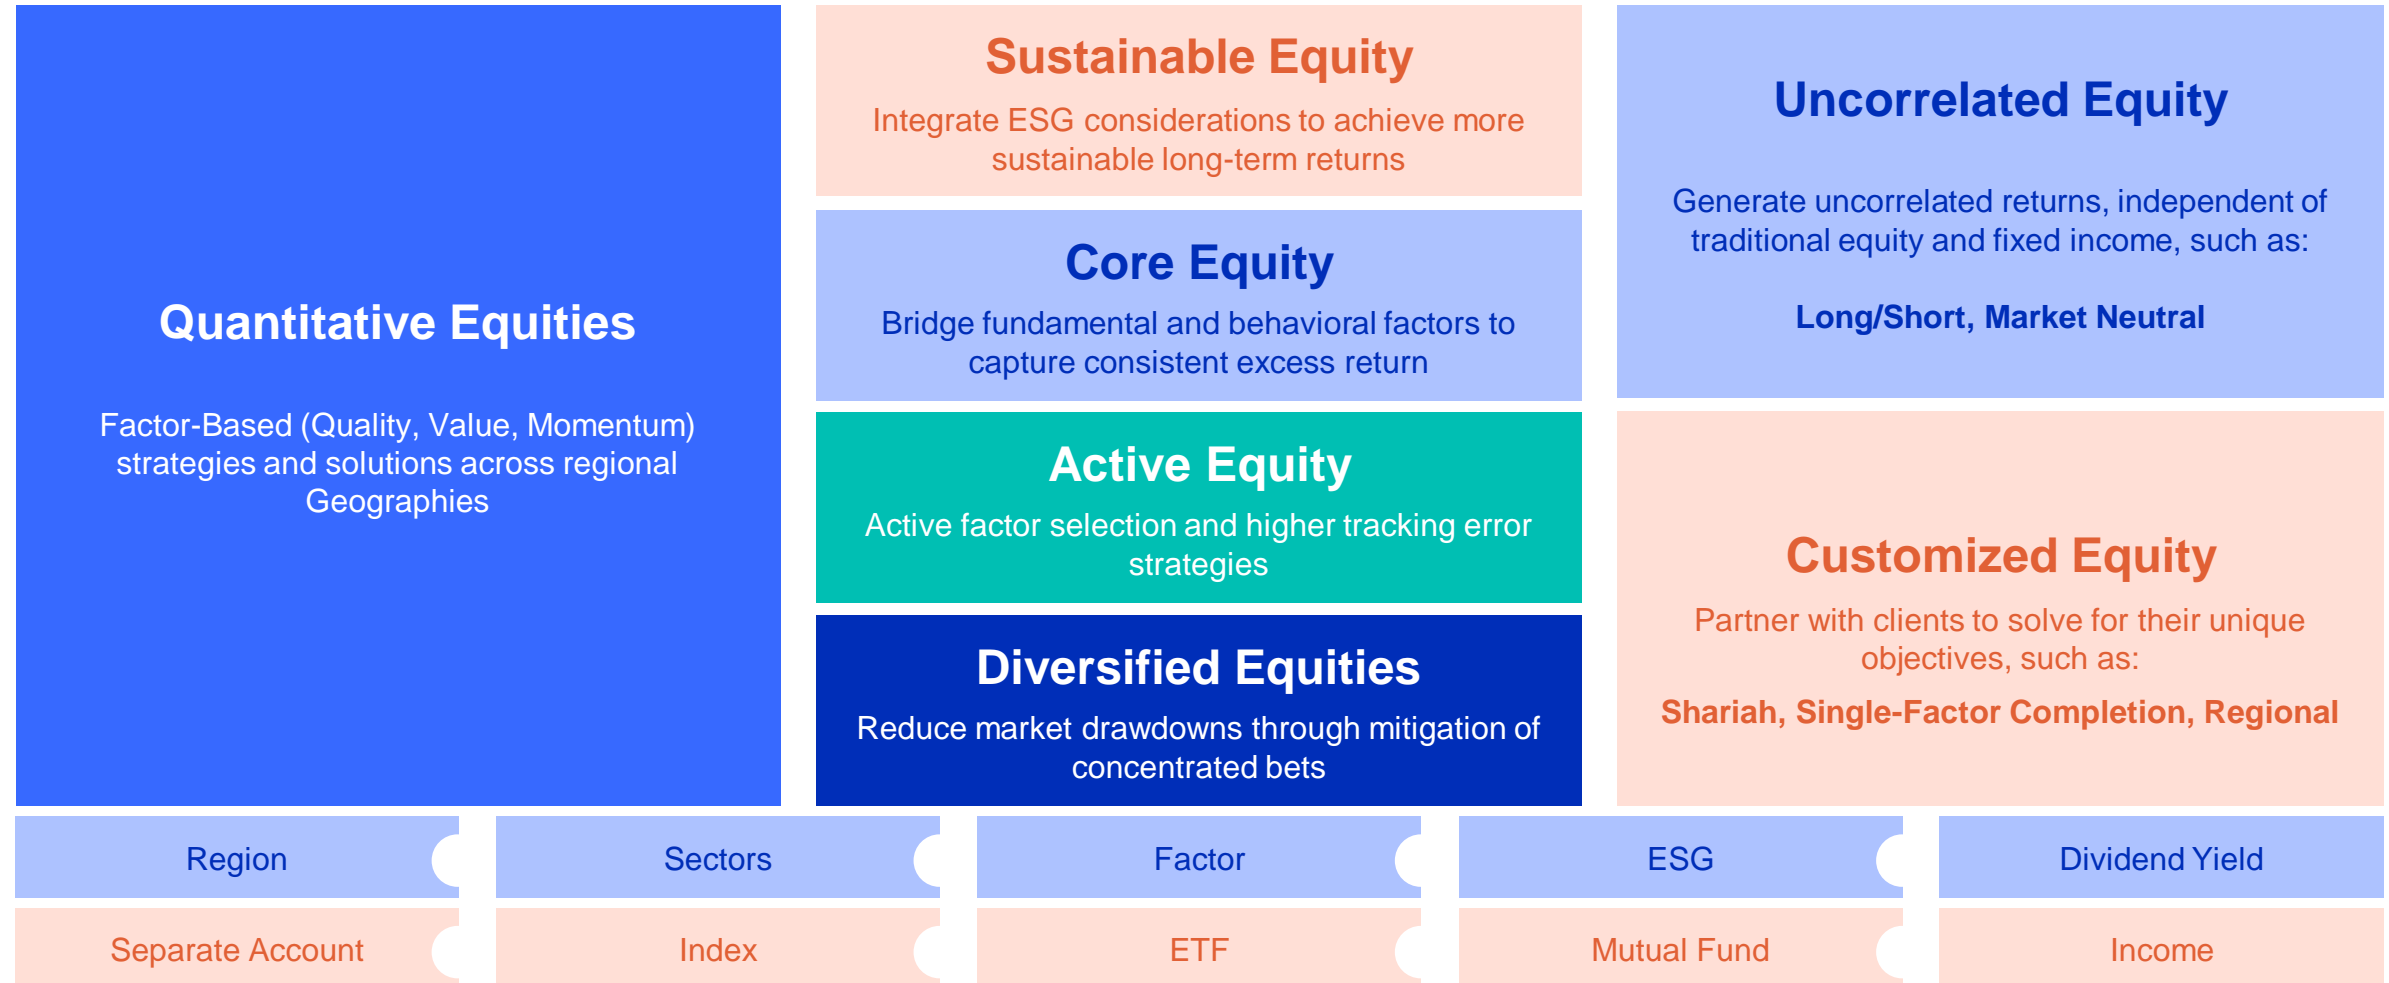 Quantitative Equities
Factor-Based (Quality, Value, Momentum)
strategies and solutions across regional
Geographies
Sustainable Equity
Integrate ESG considerations to achieve more
sustainable long-term returns
Core Equity
Bridge fundamental and behavioral factors to
capture consistent excess return
Active Equity
Active factor selection and higher tracking error
strategies
Diversified Equities
Reduce market drawdowns through mitigation of
concentrated bets
Uncorrelated Equity
Generate uncorrelated returns, independent of
traditional equity and fixed income, such as:
Long/Short, Market Neutral
Customized Equity
Partner with clients to solve for their unique
objectives, such as:
Shariah, Single-Factor Completion, Regional
Region
Sectors
Factor
ESG
Dividend Yield
Separate Account
Index
ETF
Mutual Fund
Income